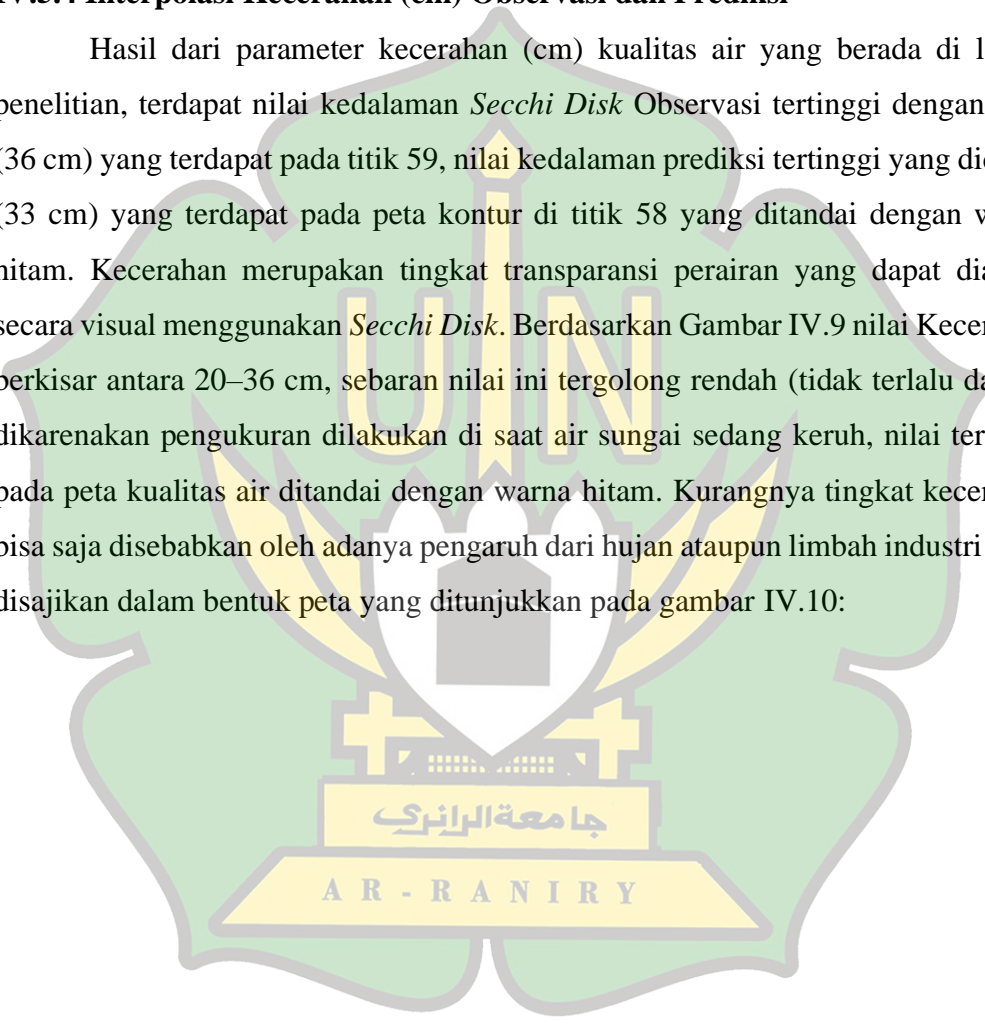 IV.3.4 Interpolasi Kecerahan (cm) Observasi dan Prediksi
Hasil dari parameter kecerahan (cm) kualitas air yang berada di l
penelitian, terdapat nilai kedalaman Secchi Disk Observasi tertinggi dengan
(36 cm) yang terdapat pada titik 59, nilai kedalaman prediksi tertinggi yang di
(33 cm) yang terdapat pada peta kontur di titik 58 yang ditandai dengan w
hitam. Kecerahan merupakan tingkat transparansi perairan yang dapat dia
secara visual menggunakan Secchi Disk. Berdasarkan Gambar IV.9 nilai Kecer
berkisar antara 20–36 cm, sebaran nilai ini tergolong rendah (tidak terlalu da
dikarenakan pengukuran dilakukan di saat air sungai sedang keruh, nilai ter
pada peta kualitas air ditandai dengan warna hitam. Kurangnya tingkat kecer
bisa saja disebabkan oleh adanya pengaruh dari hujan ataupun limbah industri
disajikan dalam bentuk peta yang ditunjukkan pada gambar IV.10:
UIN
جامعة الرانري
AR-RANIRY